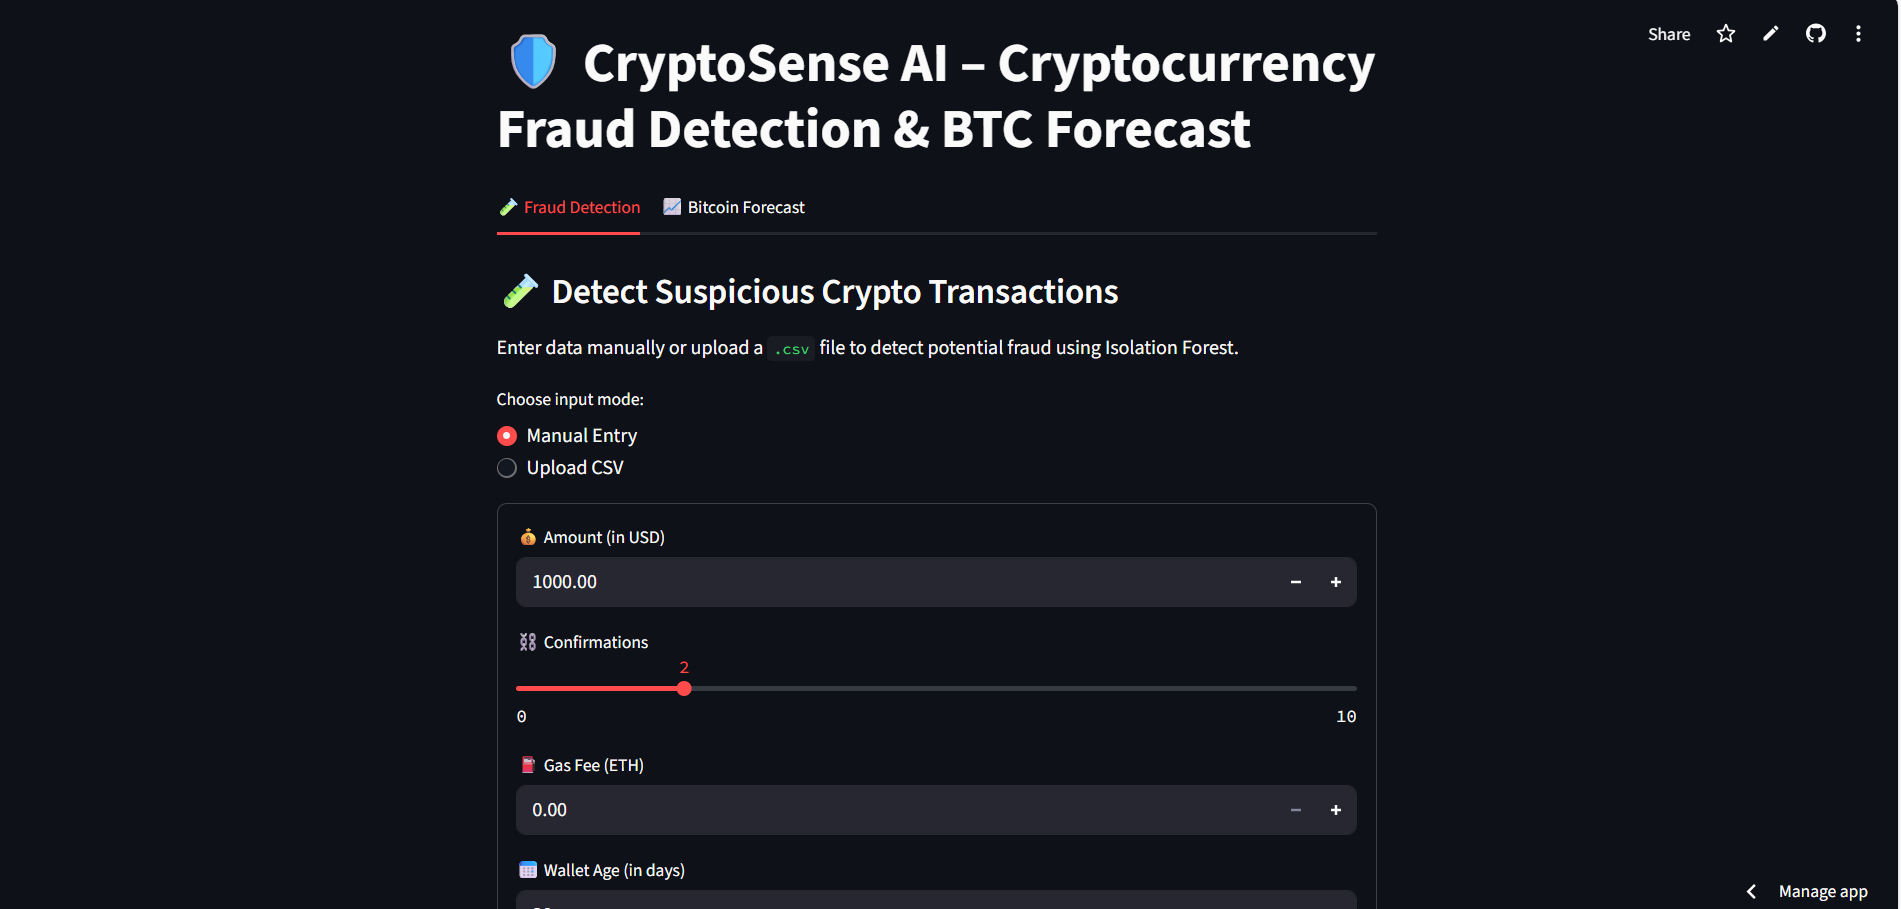 Share
CryptoSense AI – Cryptocurrency
Fraud Detection & BTC Forecast
Fraud Detection
Bitcoin Forecast
Detect Suspicious Crypto Transactions
Enter data manually or upload a .csv file to detect potential fraud using Isolation Forest.
Choose input mode:
Manual Entry
Upload CSV
Amount (in USD)
1000.00
Confirmations
2
0
10
Gas Fee (ETH)
0.00
Wallet Age (in days)
Manage app